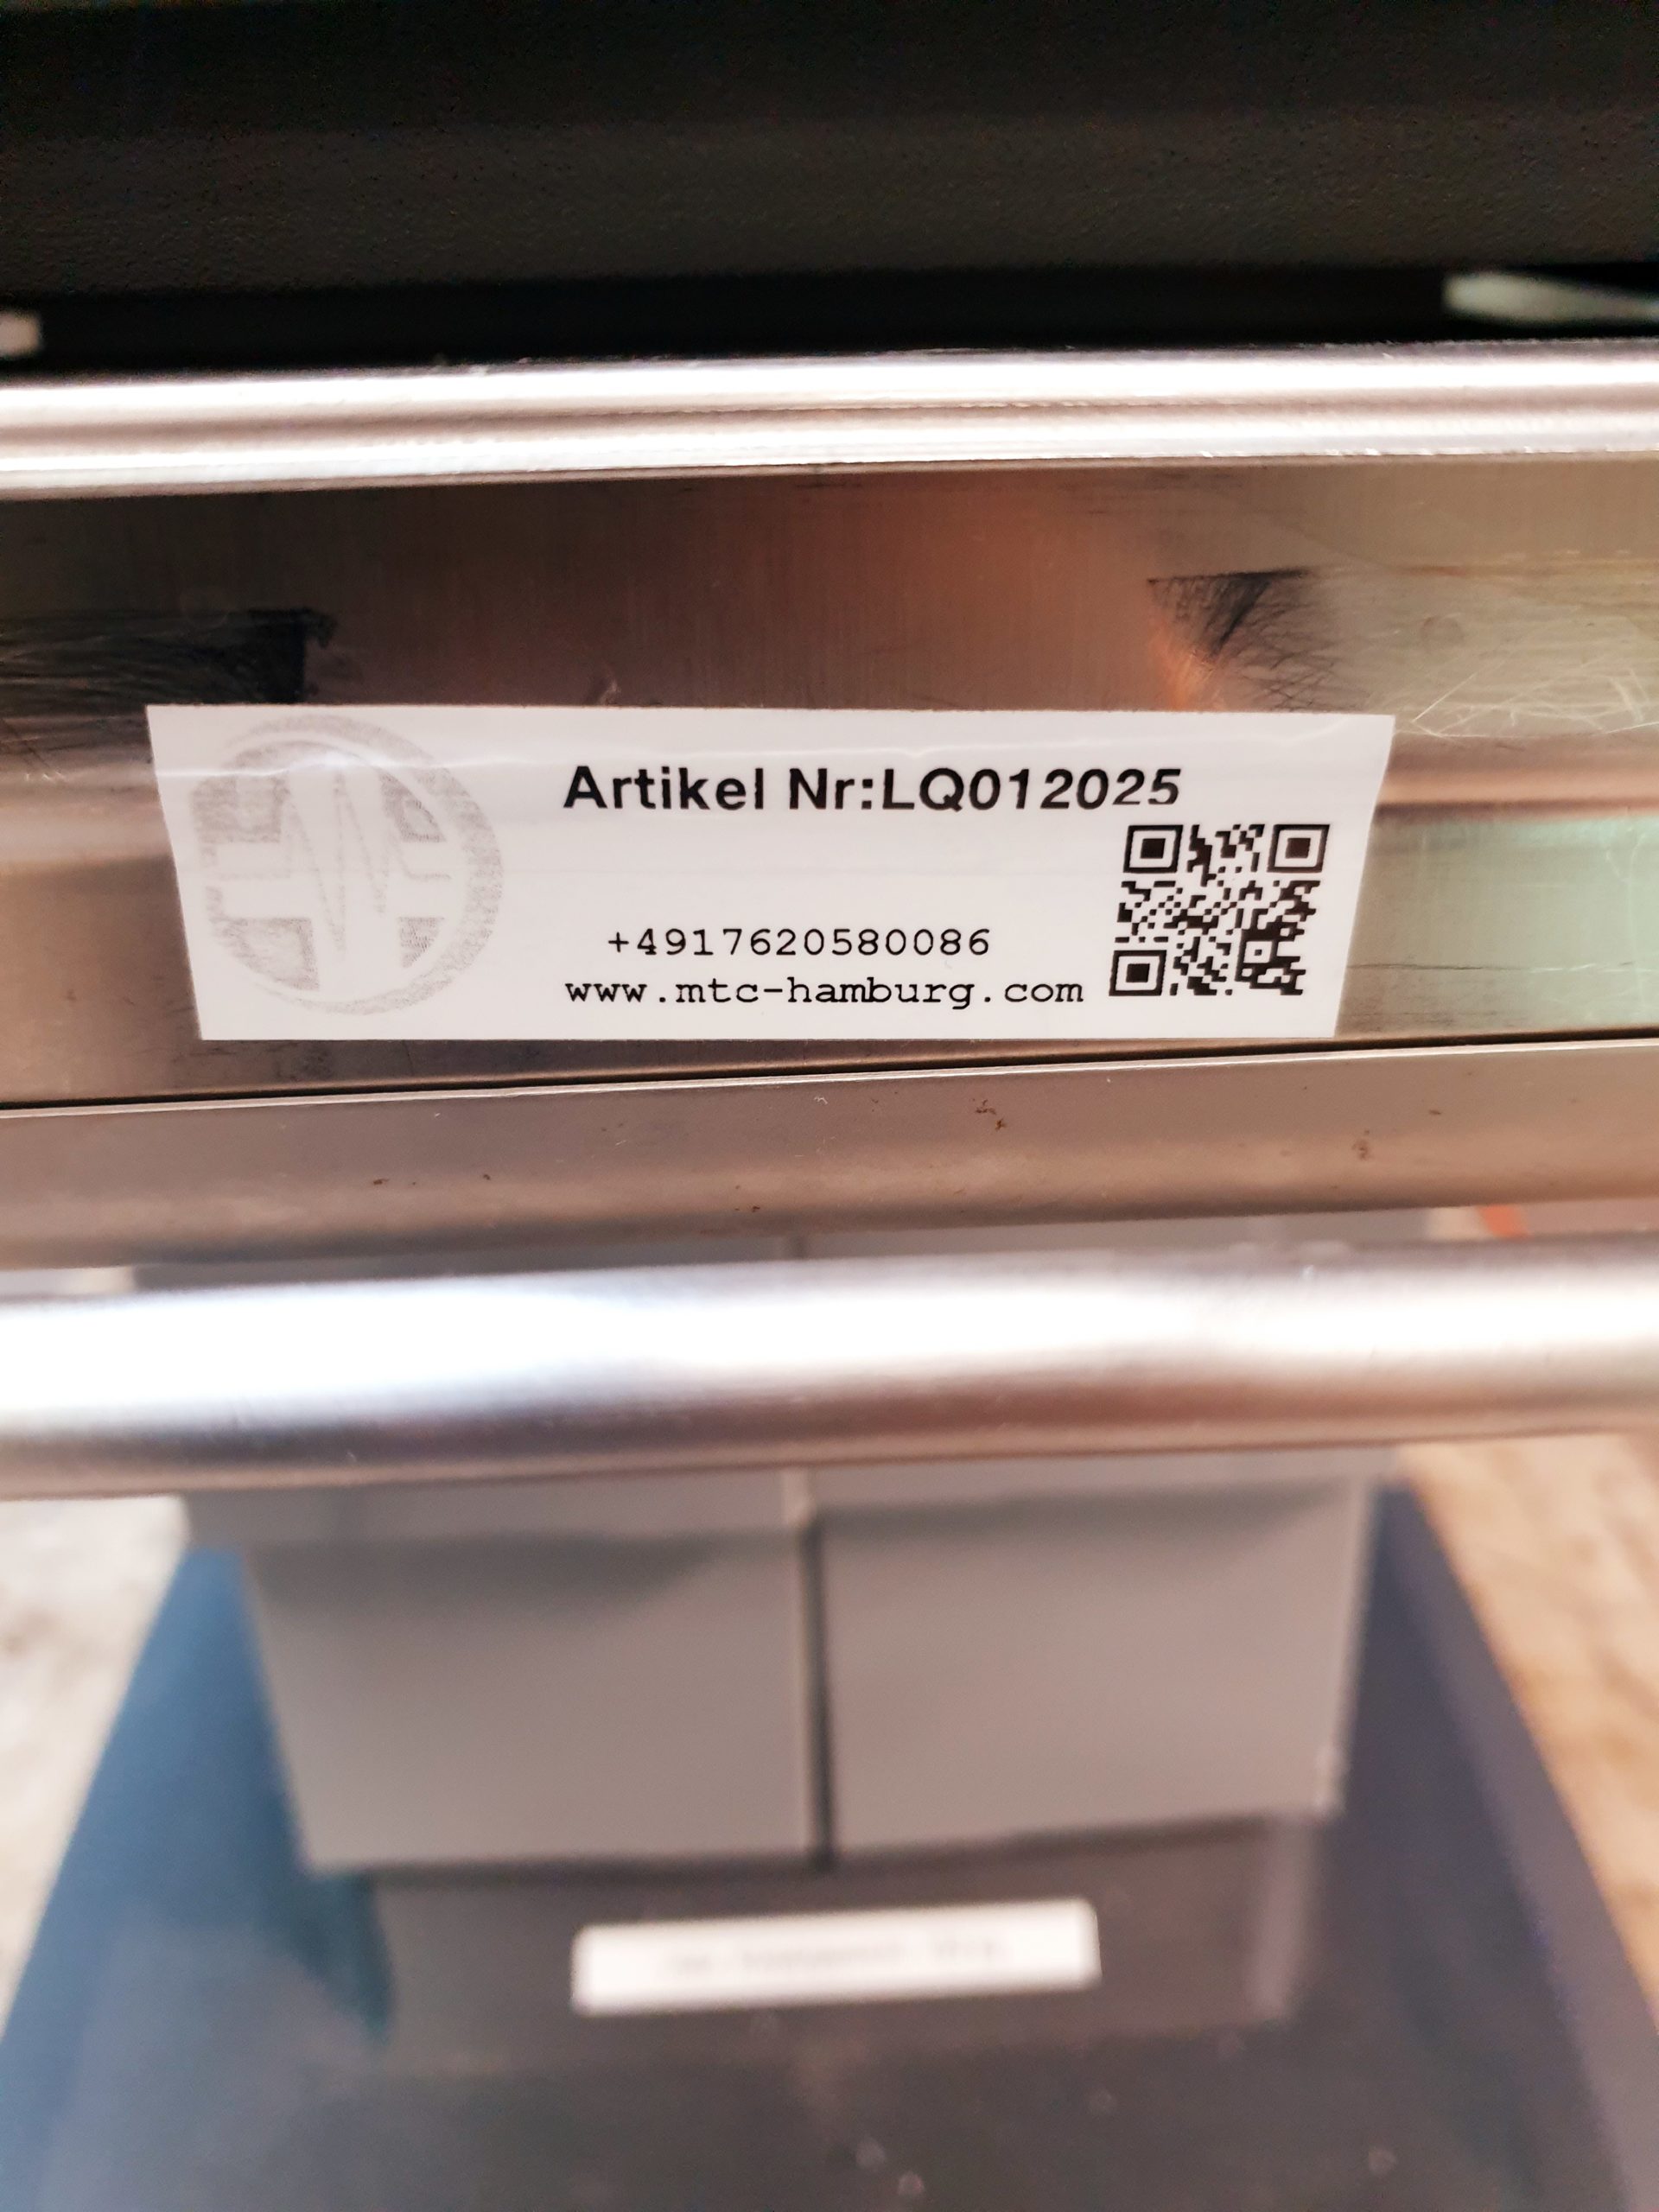 Artikel Nr:LQ012025
+4917620580086
www.mtc-hamburg.com